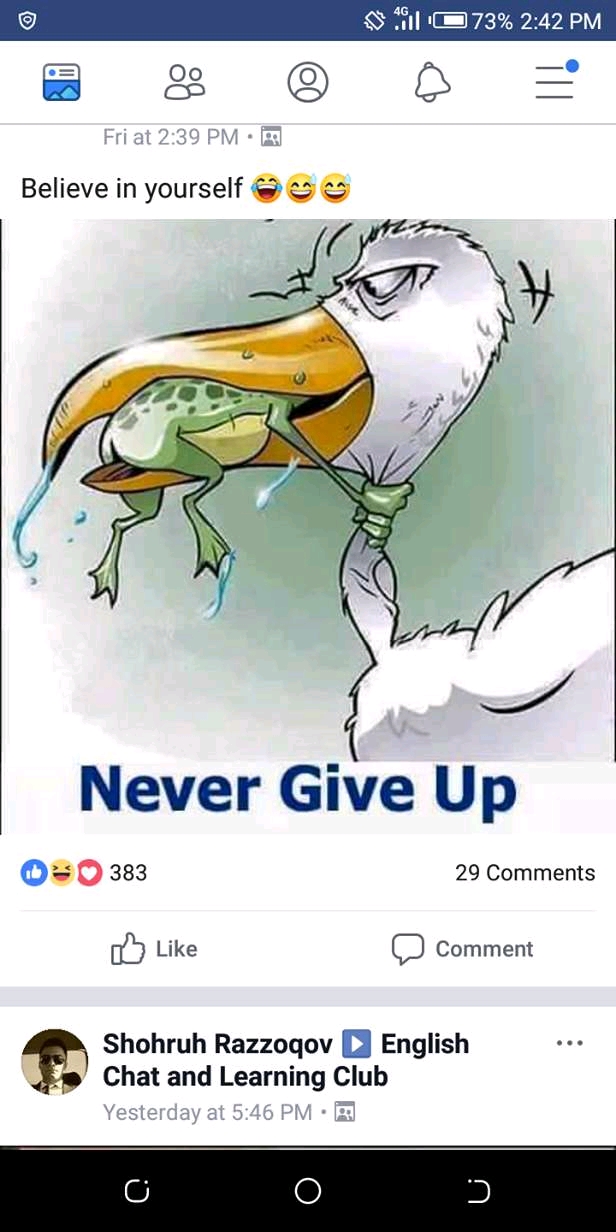 4G 73% 2:42 PM
Fri at 2:39 PM •
Believe in yourself 😂😅😅
Never Give Up
383 29 Comments
Like Comment
Shohruh Razzoqov ▶ English
Chat and Learning Club
Yesterday at 5:46 PM •